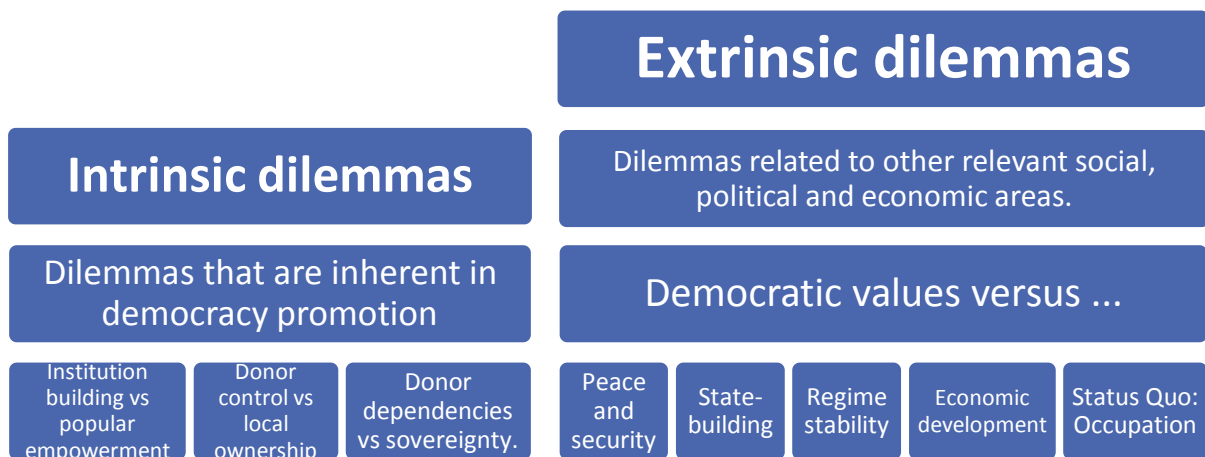 Intrinsic dilemmas
Dilemmas that are inherent in
democracy promotion
Institution
building vs
popular
empowerment
Donor
control vs
local
ownership
Donor
dependencies
vs sovereignty.
Extrinsic dilemmas
Dilemmas related to other relevant social,
political and economic areas.
Democratic values versus ...
Peace
and
security
State-
building
Regime
stability
Economic
development
Status Quo:
Occupation